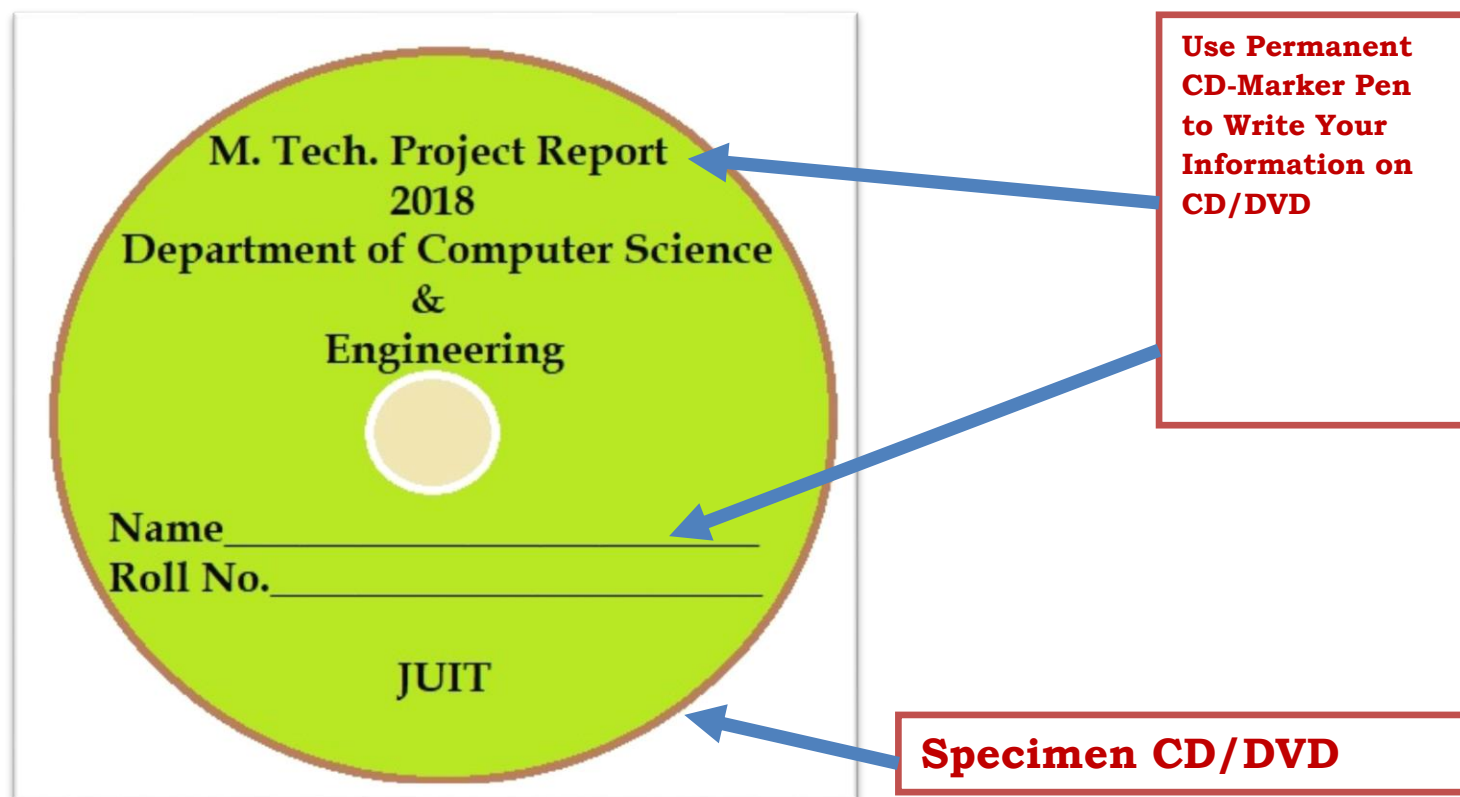 M. Tech. Project Report
2018
Department of Computer Science
&
Engineering
Name___________________________
Roll No.________________________
JUIT
Use Permanent
CD-Marker Pen
to Write Your
Information on
CD/DVD
Specimen CD/DVD